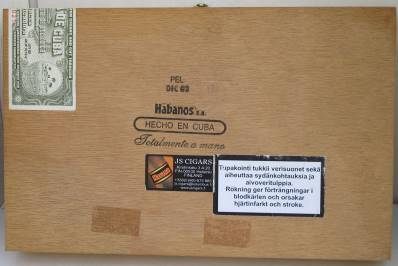 DE CUBA
PEL
DIC 03
Habanos s.a.
HECHO EN CUBA
Totalmente a mano
JS CIGARS
FINLAND
Tupakointi tukkii verisuonet sekä
aiheuttaa sydänkohtauksia ja
aivoveritulppia.
Rökning ger förträngningar i
blodkärlen och orsakar
hjärtinfarkt och stroke.